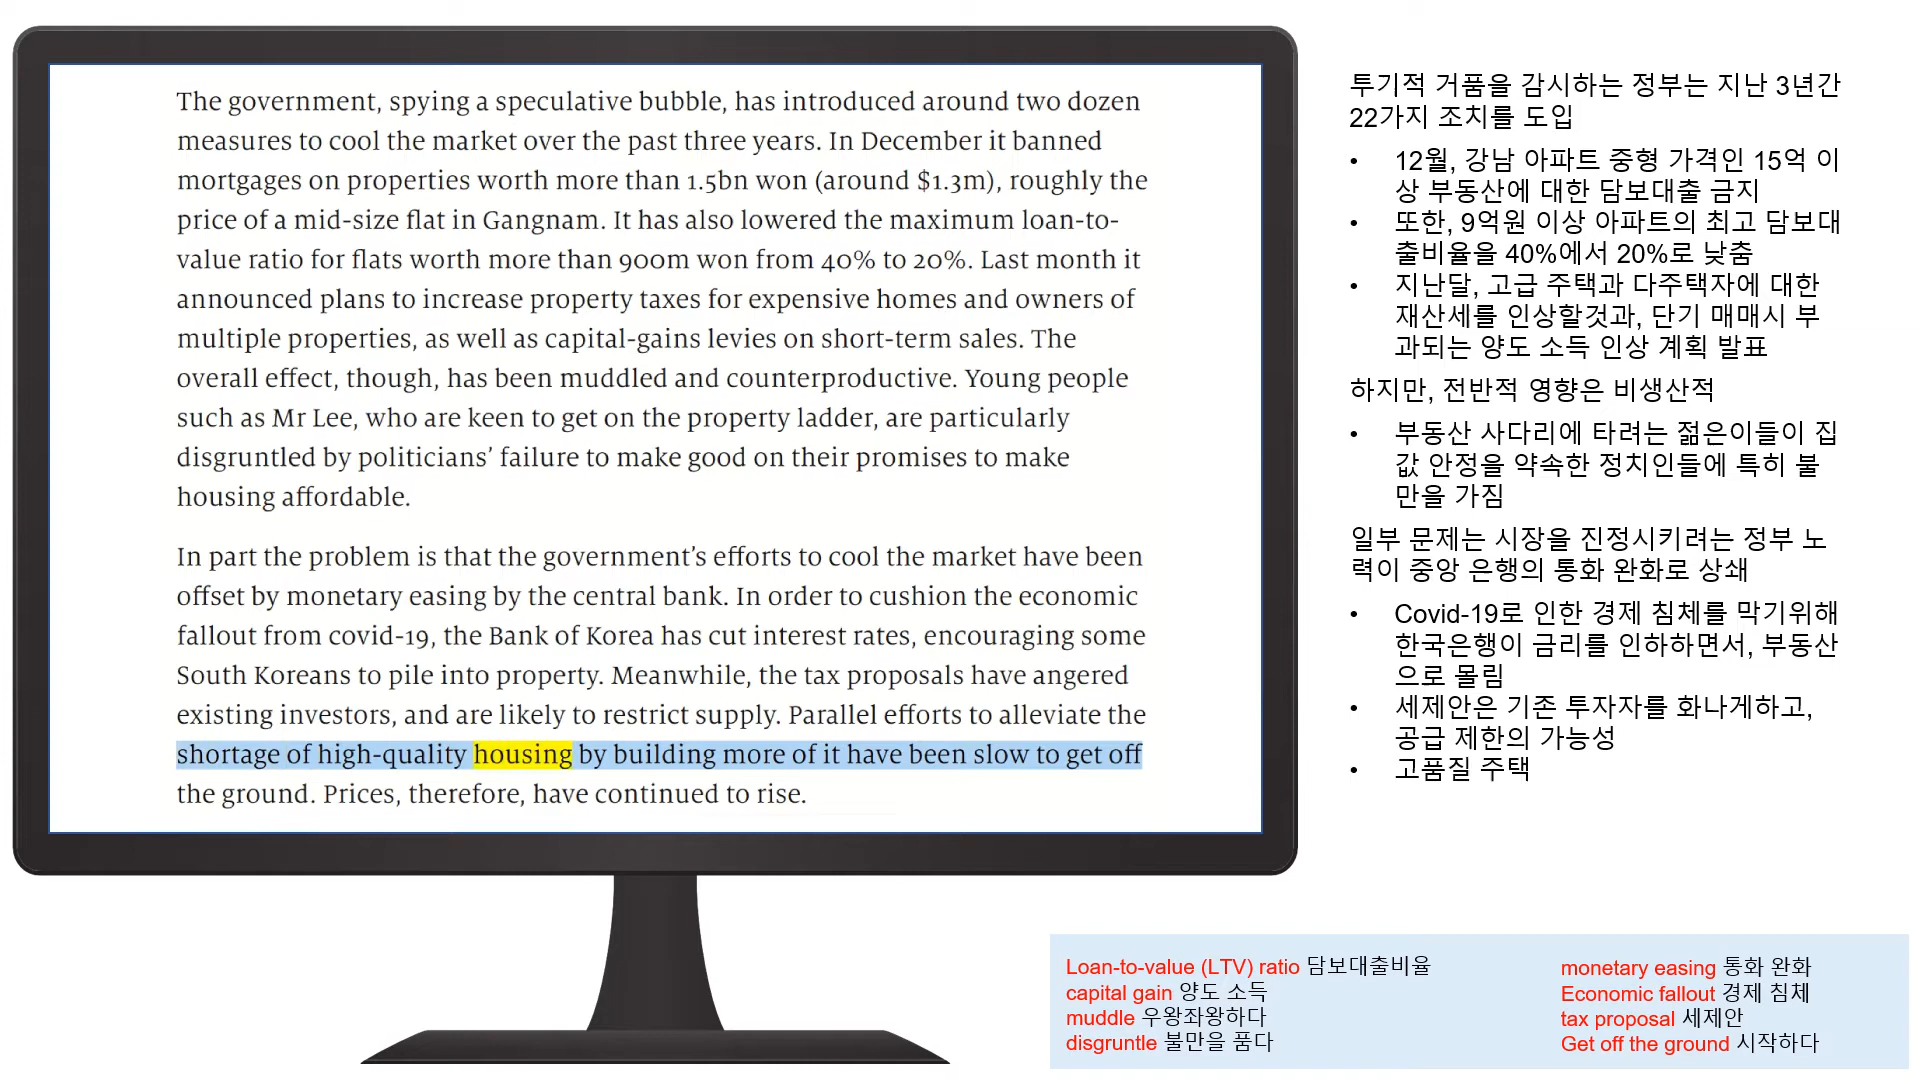 The government, spying a speculative bubble, has introduced around two dozen
measures to cool the market over the past three years. In December it banned
mortgages on properties worth more than 1.5bn won (around $1.3m), roughly the
price of a mid-size flat in Gangnam. It has also lowered the maximum loan-to-
value ratio for flats worth more than 900m won from 40% to 20%. Last month it
announced plans to increase property taxes for expensive homes and owners of
multiple properties, as well as capital-gains levies on short-term sales. The
overall effect, though, has been muddled and counterproductive. Young people
such as Mr Lee, who are keen to get on the property ladder, are particularly
disgruntled by politicians’ failure to make good on their promises to make
housing affordable.
In part the problem is that the government’s efforts to cool the market have been
offset by monetary easing by the central bank. In order to cushion the economic
fallout from covid-19, the Bank of Korea has cut interest rates, encouraging some
South Koreans to pile into property. Meanwhile, the tax proposals have angered
existing investors, and are likely to restrict supply. Parallel efforts to alleviate the
shortage of high-quality housing by building more of it have been slow to get off
the ground. Prices, therefore, have continued to rise.
투기적 거품을 감시하는 정부는 지난 3년간
22가지 조치를 도입
• 12월, 강남 아파트 중형 가격인 15억 이
상 부동산에 대한 담보대출 금지
• 또한, 9억원 이상 아파트의 최고 담보대
출비율을 40%에서 20%로 낮춤
• 지난달, 고급 주택과 다주택자에 대한
재산세를 인상할것과, 단기 매매시 부
과되는 양도 소득 인상 계획 발표
하지만, 전반적 영향은 비생산적
• 부동산 사다리에 타려는 젊은이들이 집
값 안정을 약속한 정치인들에 특히 불
만을 가짐
일부 문제는 시장을 진정시키려는 정부 노
력이 중앙 은행의 통화 완화로 상쇄
• Covid-19로 인한 경제 침체를 막기위해
한국은행이 금리를 인하하면서, 부동산
으로 몰림
• 세제안은 기존 투자자를 화나게하고,
공급 제한의 가능성
• 고품질 주택
Loan-to-value (LTV) ratio 담보대출비율
capital gain 양도 소득
muddle 우왕좌왕하다
disgruntle 불만을 품다
monetary easing 통화 완화
Economic fallout 경제 침체
tax proposal 세제안
Get off the ground 시작하다